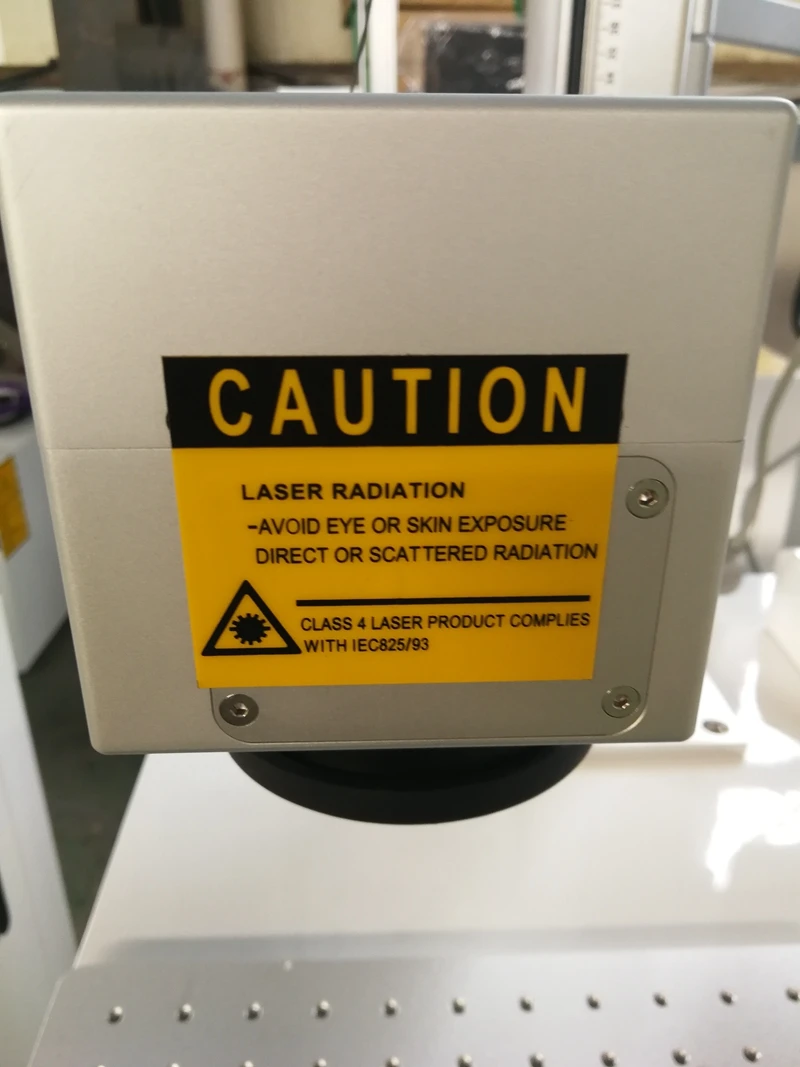 CAUTION
LASER RADIATION
-AVOID EYE OR SKIN EXPOSURE
DIRECT OR SCATTERED RADIATION
CLASS 4 LASER PRODUCT COMPLIES
WITH IEC825/93